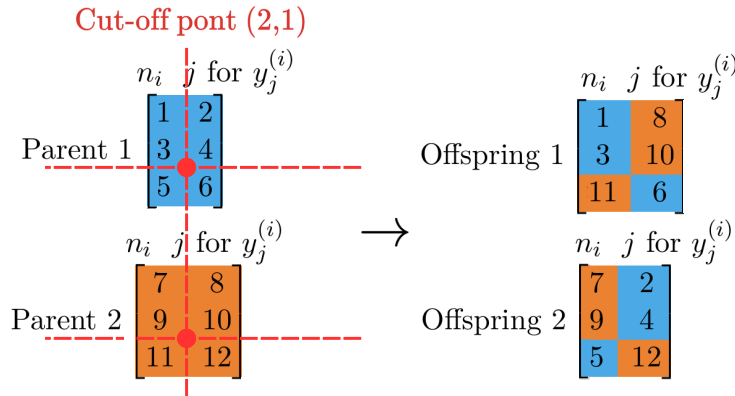 Cut-off pont (2,1)
n_i j for y_j^{(i)}
Parent 1
1 2
3 4
5 6
n_i j for y_j^{(i)}
Parent 2
7 8
9 10
11 12
→
n_i j for y_j^{(i)}
Offspring 1
1 8
3 10
11 6
n_i j for y_j^{(i)}
Offspring 2
7 2
9 4
5 12